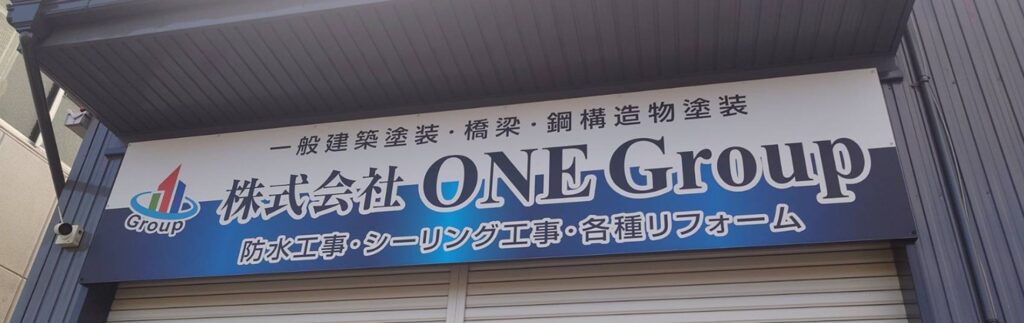 一般建築塗装・橋梁・鋼構造物塗装
株式会社 ONE Group
Group
防水工事・シーリング工事・各種リフォーム